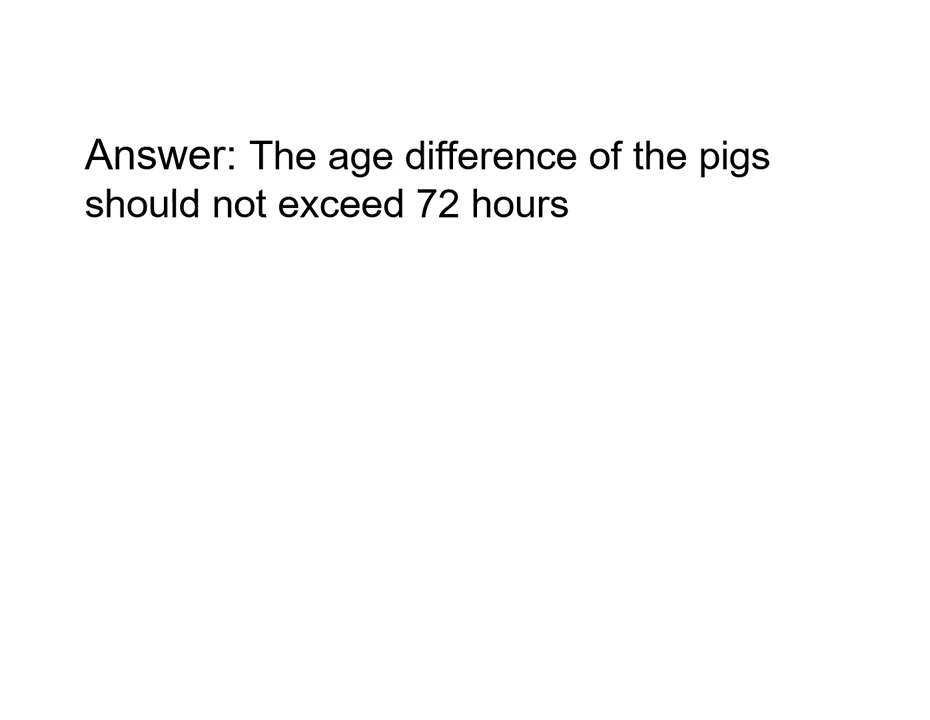 Answer: The age difference of the pigs
should not exceed 72 hours